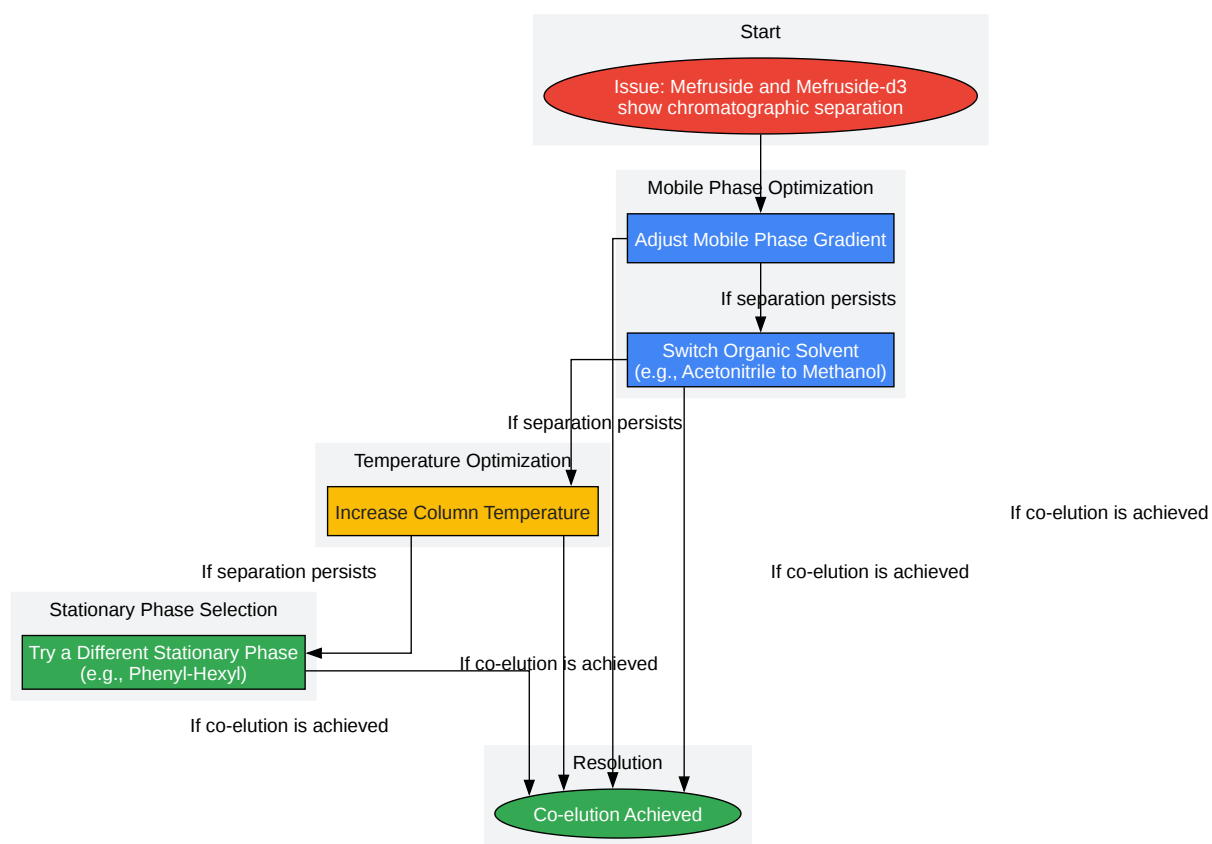 Start
Issue: Mefruside and Mefruside-d3
show chromatographic separation
Mobile Phase Optimization
Adjust Mobile Phase Gradient
If separation persists
Switch Organic Solvent
(e.g., Acetonitrile to Methanol)
If separation persists
Temperature Optimization
Increase Column Temperature
If co-elution is achieved
If separation persists
If co-elution is achieved
Stationary Phase Selection
Try a Different Stationary Phase
(e.g., Phenyl-Hexyl)
If co-elution is achieved
If co-elution is achieved
Resolution
Co-elution Achieved